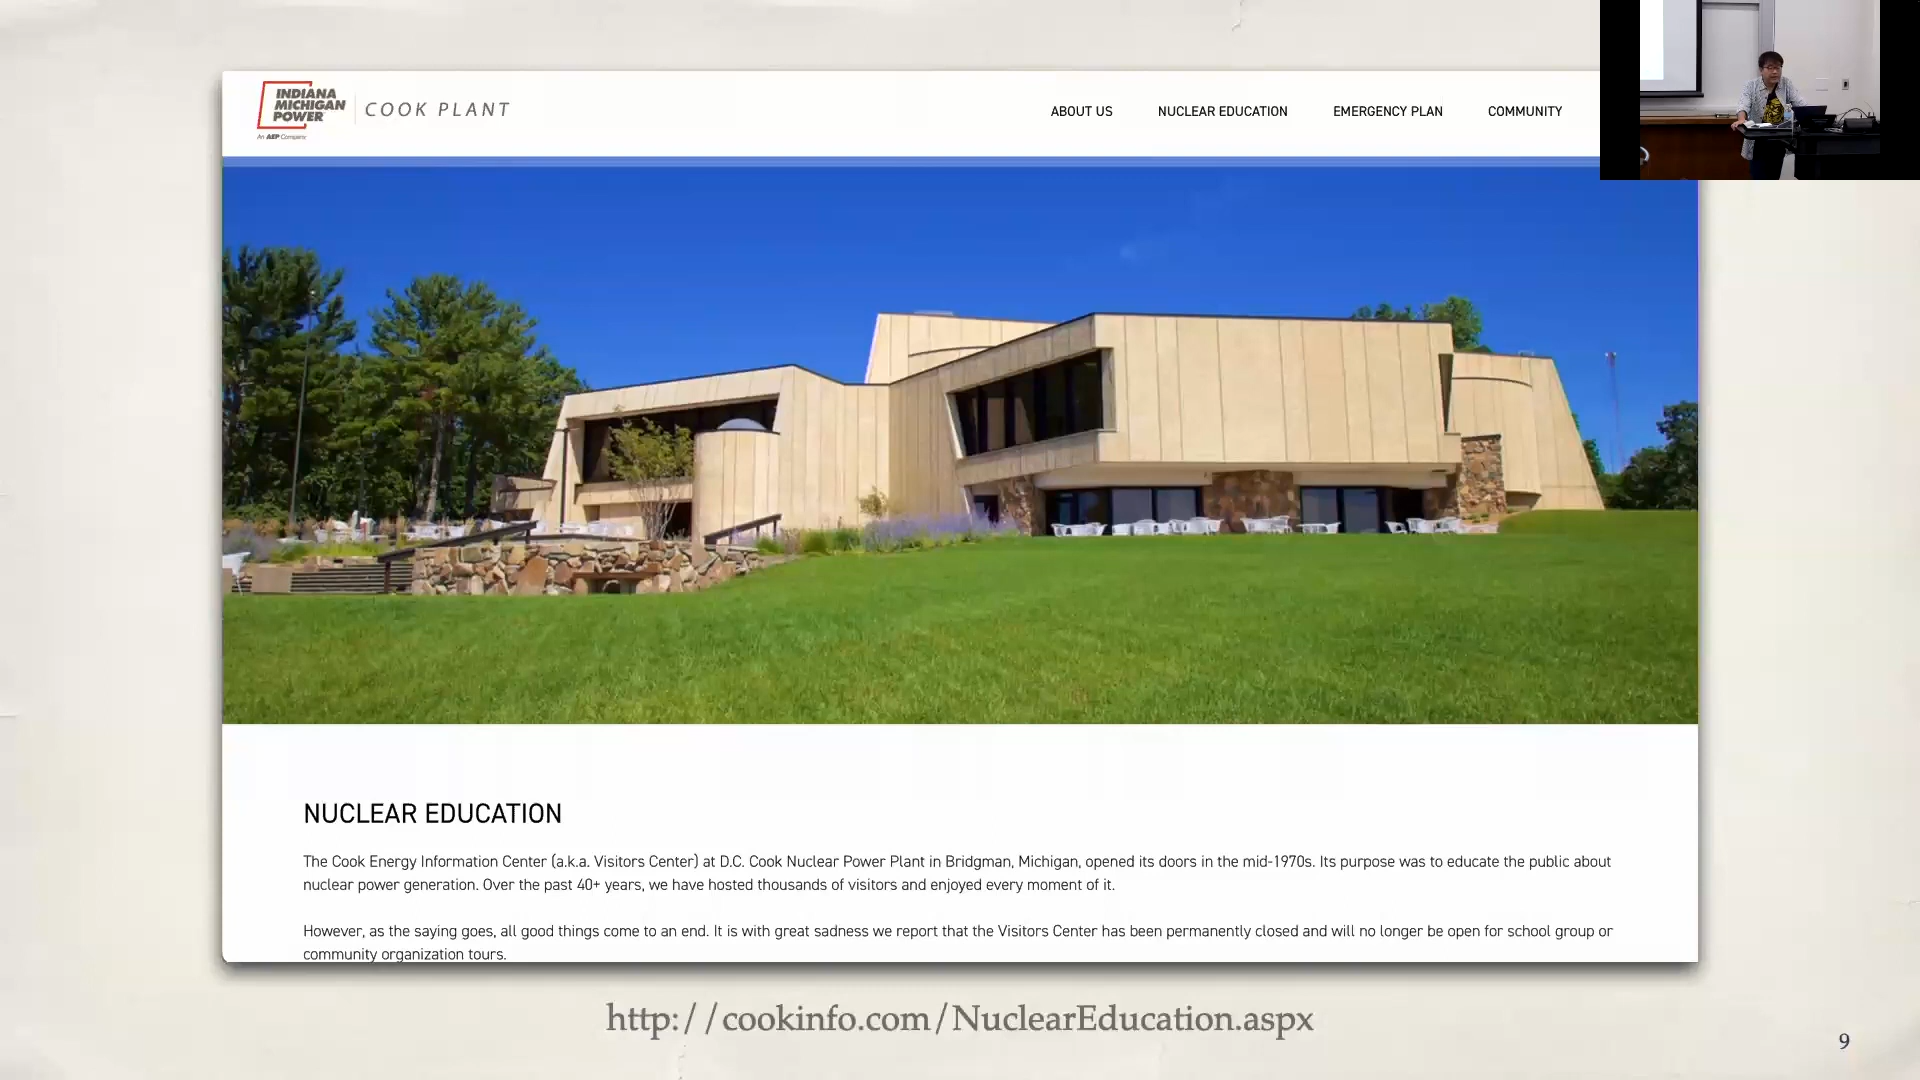 INDIANA
MICHIGAN
POWER
An AEP Company
COOK PLANT
ABOUT US
NUCLEAR EDUCATION
EMERGENCY PLAN
COMMUNITY
NUCLEAR EDUCATION
The Cook Energy Information Center (a.k.a. Visitors Center) at D.C. Cook Nuclear Power Plant in Bridgman, Michigan, opened its doors in the mid-1970s. Its purpose was to educate the public about
nuclear power generation. Over the past 40+ years, we have hosted thousands of visitors and enjoyed every moment of it.
However, as the saying goes, all good things come to an end. It is with great sadness we report that the Visitors Center has been permanently closed and will no longer be open for school group or
community organization tours.
http://cookinfo.com/NuclearEducation.aspx
9